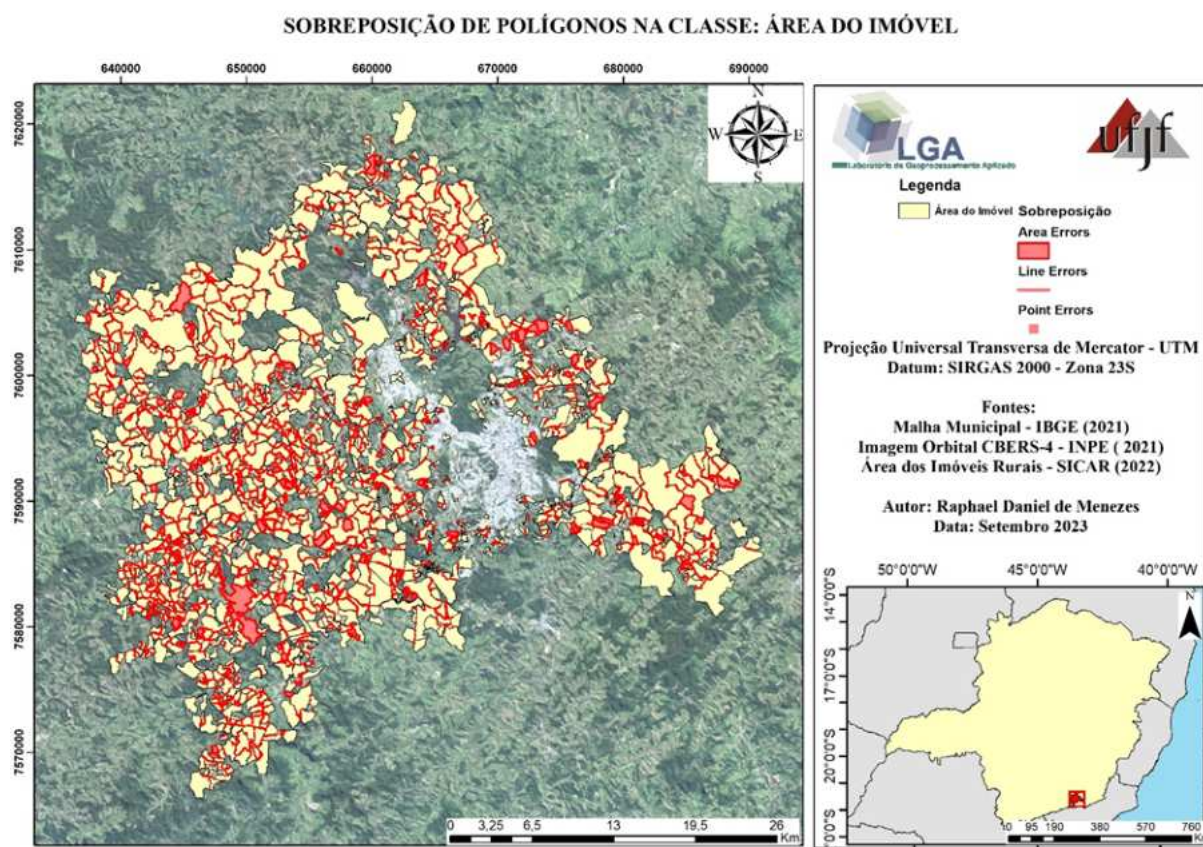 SOBREPOSIÇÃO DE POLÍGONOS NA CLASSE: ÁREA DO IMÓVEL
640000 650000 660000 670000 680000 690000
7620000
7610000
7600000
7590000
7580000
7570000
N
W E
S
0 3,25 6,5 13 19,5 26
Km
LGA
Laboratório de Geoprocessamento Aplicado
ufjf
Legenda
Área do Imóvel
Sobreposição
Area Errors
Line Errors
Point Errors
Projeção Universal Transversa de Mercator - UTM
Datum: SIRGAS 2000 - Zona 23S
Fontes:
Malha Municipal - IBGE (2021)
Imagem Orbital CBERS-4 - INPE ( 2021)
Área dos Imóveis Rurais - SICAR (2022)
Autor: Raphael Daniel de Menezes
Data: Setembro 2023
50°0'0"W 45°0'0"W 40°0'0"W
14°0'0"S
17°0'0"S
20°0'0"S
N
0 95 190 380 570 760